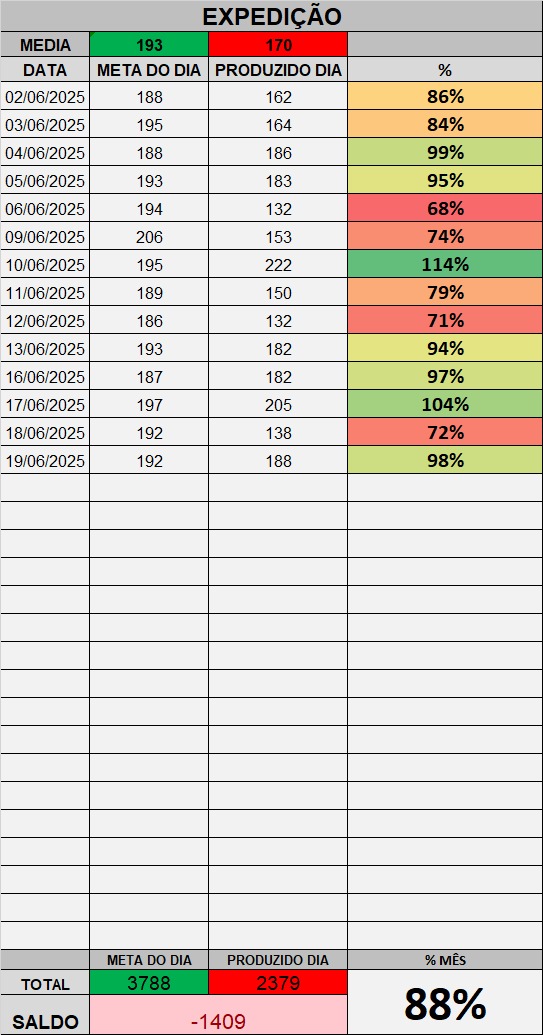 EXPEDIÇÃO
MEDIA 193 170
DATA META DO DIA PRODUZIDO DIA %
02/06/2025 188 162 86%
03/06/2025 195 164 84%
04/06/2025 188 186 99%
05/06/2025 193 183 95%
06/06/2025 194 132 68%
09/06/2025 206 153 74%
10/06/2025 195 222 114%
11/06/2025 189 150 79%
12/06/2025 186 132 71%
13/06/2025 193 182 94%
16/06/2025 187 182 97%
17/06/2025 197 205 104%
18/06/2025 192 138 72%
19/06/2025 192 188 98%
META DO DIA PRODUZIDO DIA % MÊS
TOTAL 3788 2379 88%
SALDO -1409